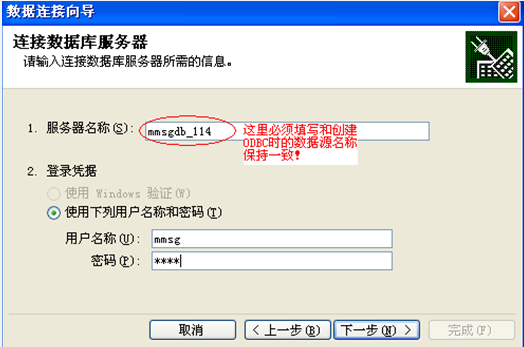 数据连接向导
连接数据库服务器
请输入连接数据库服务器所需的信息。
1. 服务器名称(S): mmsgdb_114
这里必须填写和创建
ODBC时的数据源名称
保持一致!
2. 登录凭据
使用 Windows 验证(W)
使用下列用户名称和密码(T)
用户名称(U): mmsg
密码(P): ****
取消 < 上一步(B) 下一步(N) > 完成(F)